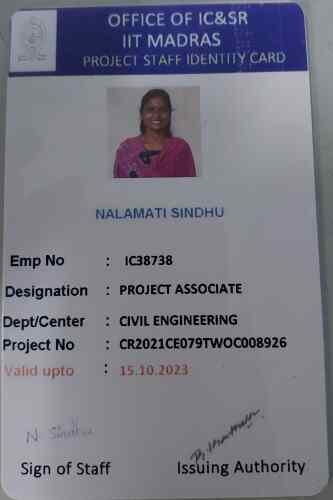 OFFICE OF IC&SR
IIT MADRAS
PROJECT STAFF IDENTITY CARD
NALAMATI SINDHU
Emp No : IC38738
Designation : PROJECT ASSOCIATE
Dept/Center : CIVIL ENGINEERING
Project No : CR2021CE079TWOC008926
Valid upto : 15.10.2023
N. Sindhu
Sign of Staff Issuing Authority